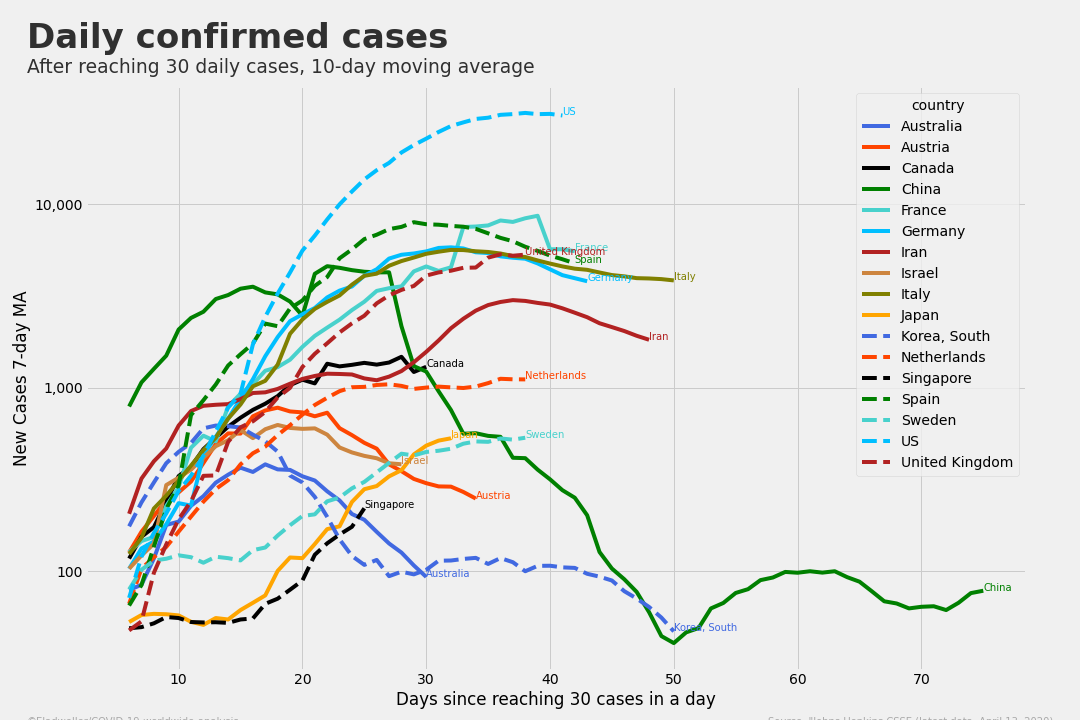 Daily confirmed cases
After reaching 30 daily cases, 10-day moving average
New Cases 7-day MA
10,000
1,000
100
US
France
United Kingdom
Spain
Germany
Italy
Iran
Canada
Netherlands
Japan
Sweden
Israel
Austria
Singapore
Australia
Korea, South
China
country
Australia
Austria
Canada
China
France
Germany
Iran
Israel
Italy
Japan
Korea, South
Netherlands
Singapore
Spain
Sweden
US
United Kingdom
10 20 30 40 50 60 70
Days since reaching 30 cases in a day